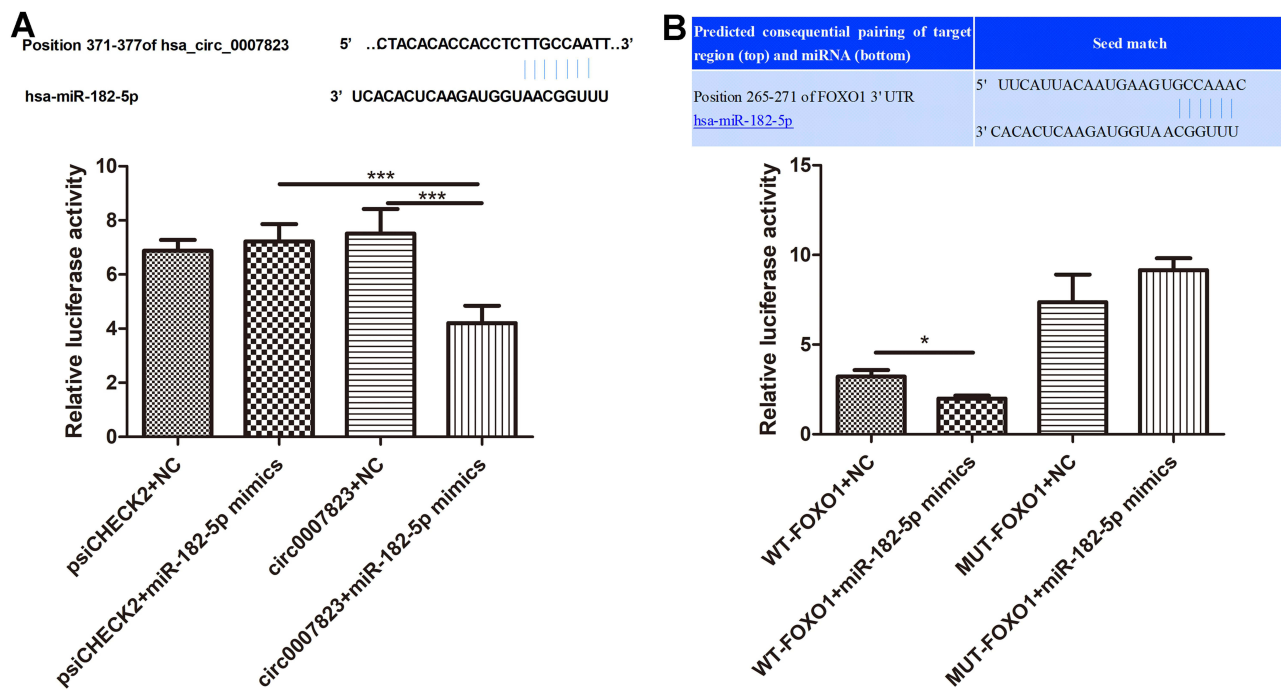 A
Position 371-377of hsa_circ_0007823 5' ..CTACACACCACCTCTTGCCAATT..3'
hsa-miR-182-5p 3' UCACACUCAAGAUGGUAACGGUUU
Relative luciferase activity
10
8
6
4
2
0
***
***
psiCHECK2+NC
psiCHECK2+miR-182-5p mimics
circ0007823+NC
circ0007823+miR-182-5p mimics
B
Predicted consequential pairing of target
region (top) and miRNA (bottom)
Seed match
Position 265-271 of FOXO1 3' UTR
hsa-miR-182-5p
5' UUCAUUACAAUGAAGUGCCAAAC
3' CACACUCAAGAUGGUAACGGUUU
Relative luciferase activity
15
10
5
0
*
WT-FOXO1+NC
WT-FOXO1+miR-182-5p mimics
MUT-FOXO1+NC
MUT-FOXO1+miR-182-5p mimics